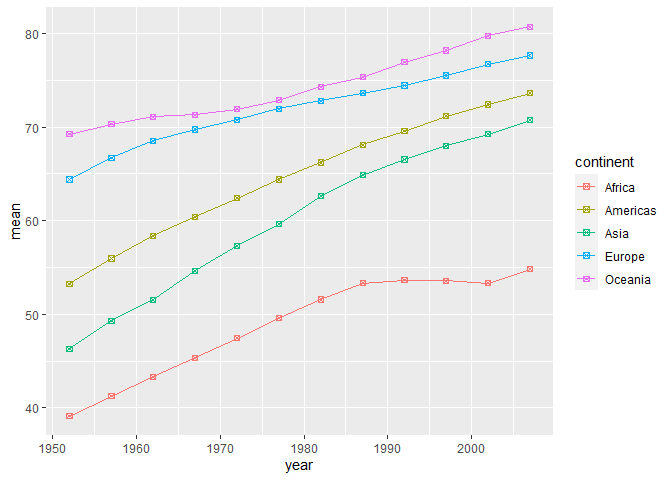 80
70
60
50
40
mean
1950
1960
1970
1980
1990
2000
year
continent
Africa
Americas
Asia
Europe
Oceania